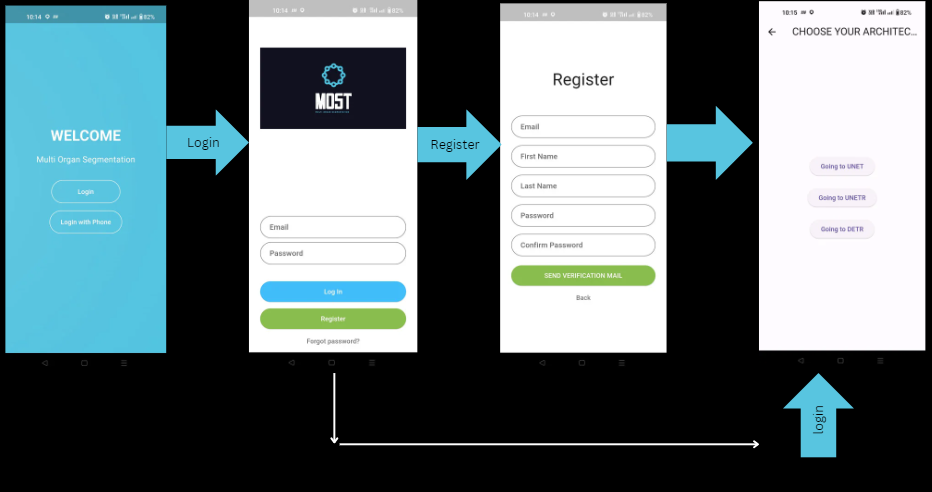 10:14
82%
WELCOME
Multi Organ Segmentation
Login
Login with Phone
Login
10:14
82%
MOST
Email
Password
Log In
Register
Forgot password?
Register
10:14
82%
Register
Email
First Name
Last Name
Password
Confirm Password
SEND VERIFICATION MAIL
Back
10:15
82%
CHOOSE YOUR ARCHITEC...
Going to UNET
Going to UNETR
Going to DETR
login